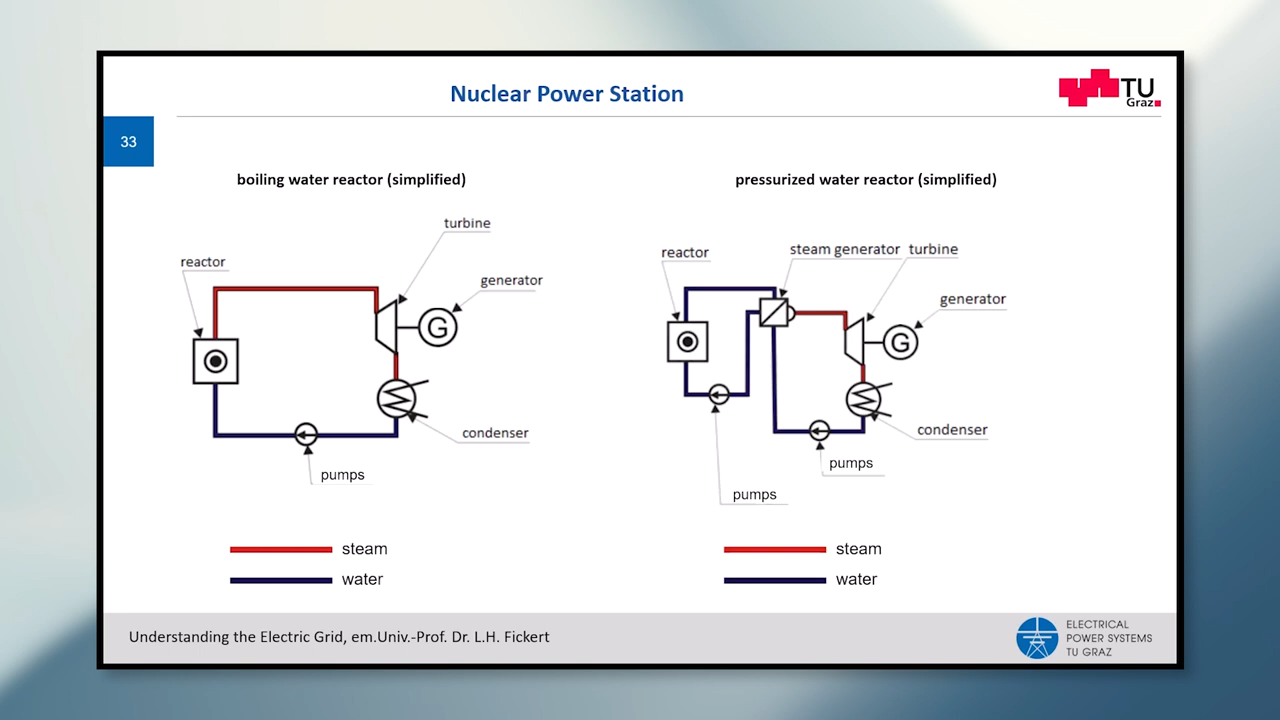 Nuclear Power Station
TU
Graz
33
boiling water reactor (simplified)
turbine
reactor
generator
G
condenser
pumps
steam
water
pressurized water reactor (simplified)
reactor
steam generator
turbine
generator
G
condenser
pumps
pumps
steam
water
Understanding the Electric Grid, em.Univ.-Prof. Dr. L.H. Fickert
ELECTRICAL
POWER SYSTEMS
TU GRAZ